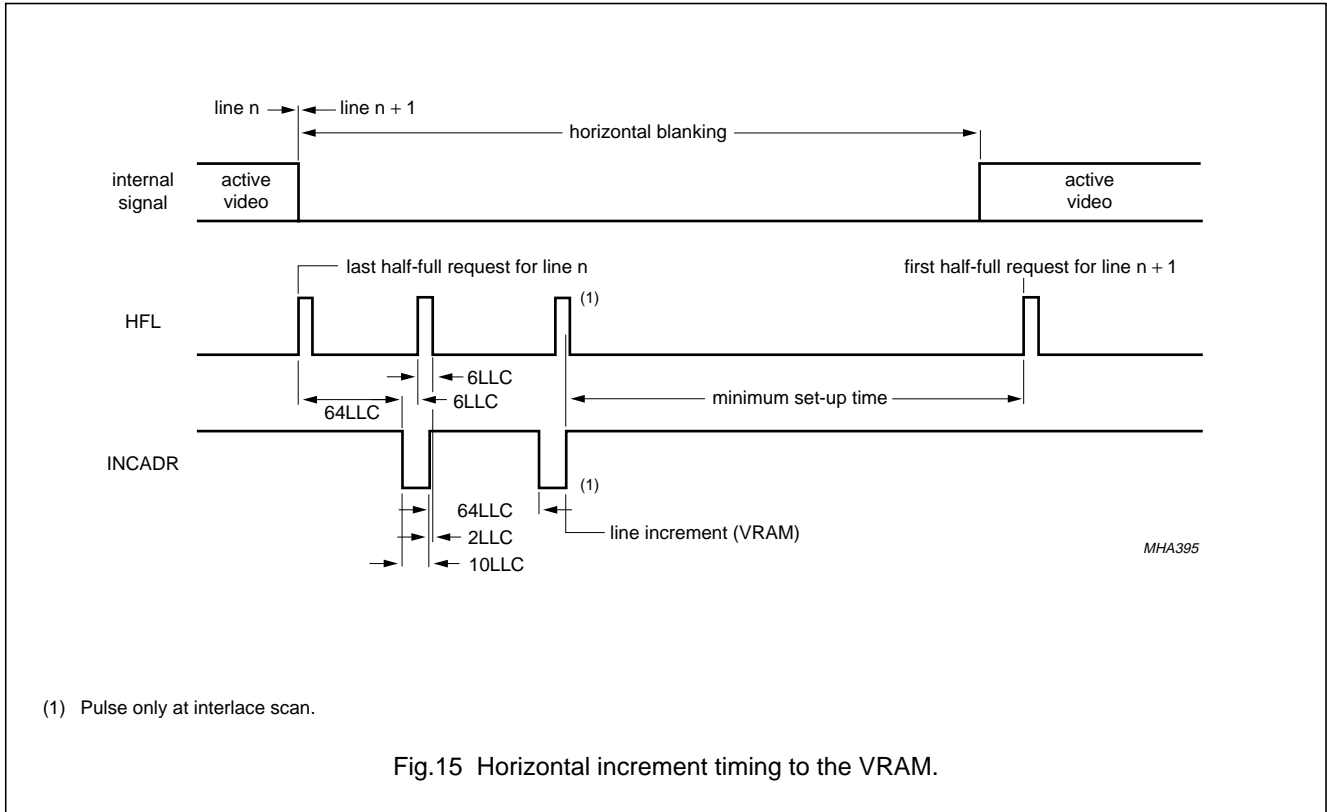 line n
line n + 1
horizontal blanking
internal
signal
active
video
active
video
last half-full request for line n
first half-full request for line n + 1
(1)
HFL
6LLC
6LLC
64LLC
minimum set-up time
INCADR
(1)
64LLC
line increment (VRAM)
2LLC
10LLC
MHA395
(1) Pulse only at interlace scan.
Fig.15 Horizontal increment timing to the VRAM.